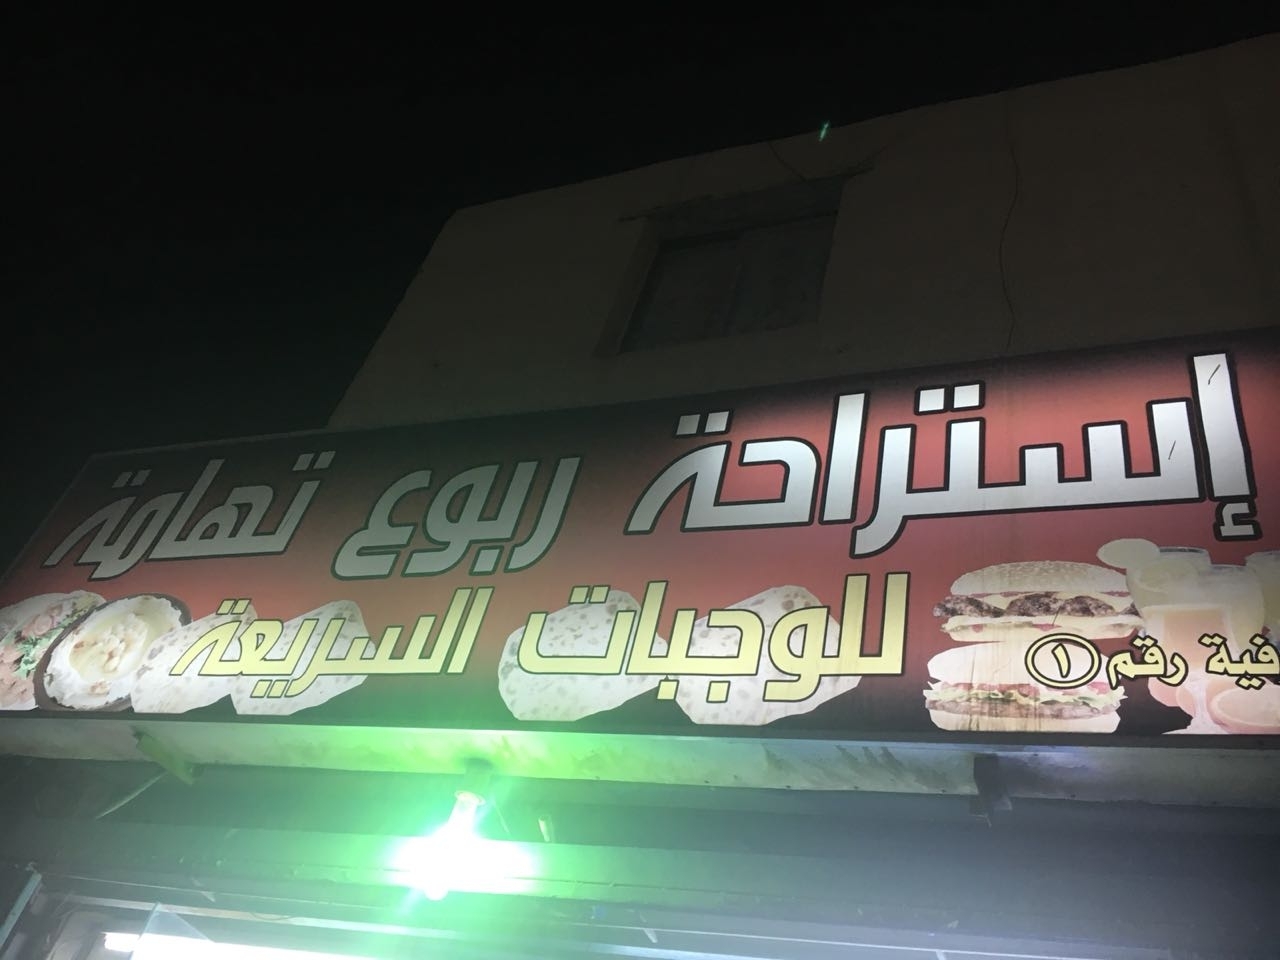 إستراحة ربوع تهامة
للوجبات السريعة
رقم ١